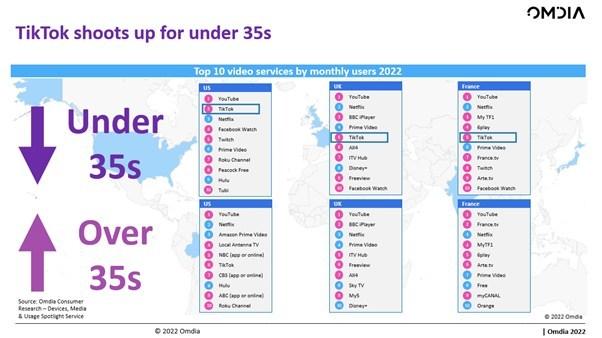 OMDIA
TikTok shoots up for under 35s
Top 10 video services by monthly users 2022
Under
35s
US
1 YouTube
2 TikTok
3 Netflix
4 Facebook Watch
5 Twitch
6 Prime Video
7 Roku Channel
8 Peacock Free
9 Hulu
10 Tubi
UK
1 YouTube
2 Netflix
3 BBC iPlayer
4 Prime Video
5 TikTok
6 All4
7 ITV Hub
8 Disney+
9 Freeview
10 Facebook Watch
France
1 YouTube
2 Netflix
3 My TF1
4 6play
5 TikTok
6 Prime Video
7 France.tv
8 Twitch
9 Arte.tv
10 Facebook Watch
Over
35s
US
1 YouTube
2 Netflix
3 Amazon Prime Video
4 Local Antenna TV
5 NBC (app or online)
6 TikTok
7 CBS (app or online)
8 Hulu
9 ABC (app or online)
10 Roku Channel
UK
1 YouTube
2 BBC iPlayer
3 Netflix
4 Prime Video
5 ITV Hub
6 Freeview
7 All4
8 Sky TV
9 My5
10 Disney+
France
1 YouTube
2 France.tv
3 Netflix
4 MyTF1
5 6play
6 Arte.tv
7 Prime Video
8 Free
9 myCANAL
10 Orange
Source: Omdia Consumer
Research – Devices, Media
& Usage Spotlight Service
© 2022 Omdia
© 2022 Omdia
| Omdia 2022